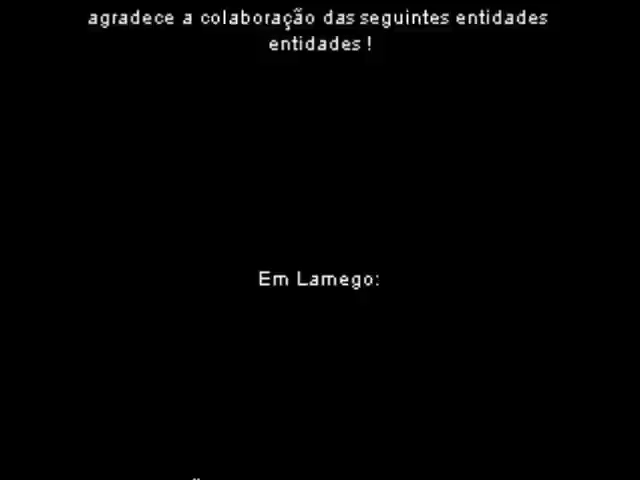 agradece a colaboração das seguintes entidades
entidades !
Em Lamego: